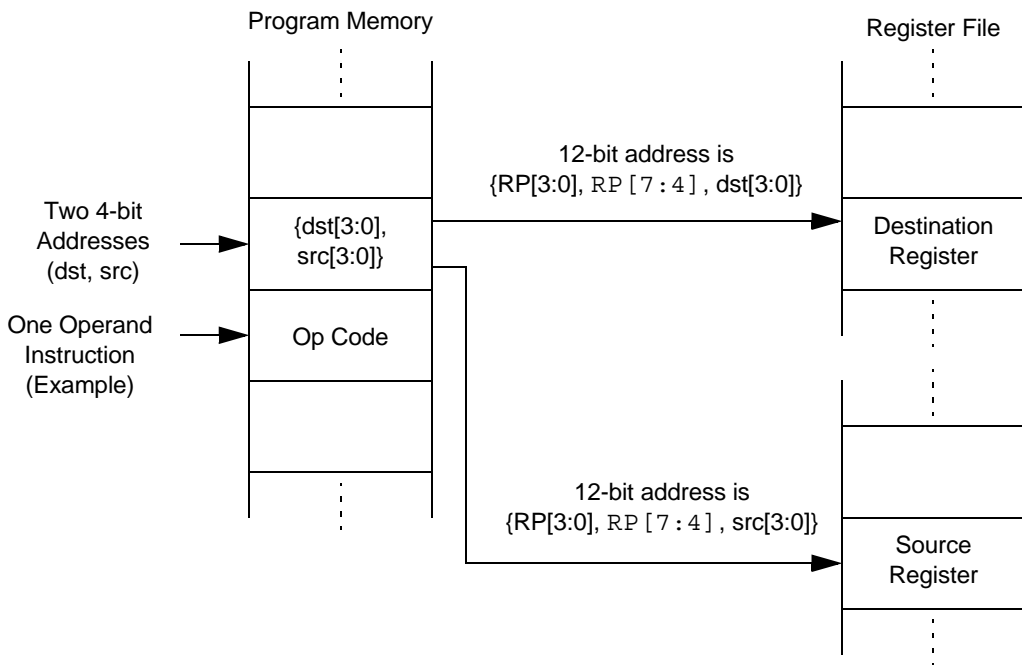 Program Memory
Register File
12-bit address is
{RP[3:0], RP[7:4], dst[3:0]}
Two 4-bit
Addresses
(dst, src)
{dst[3:0],
src[3:0]}
Destination
Register
One Operand
Instruction
(Example)
Op Code
12-bit address is
{RP[3:0], RP[7:4], src[3:0]}
Source
Register